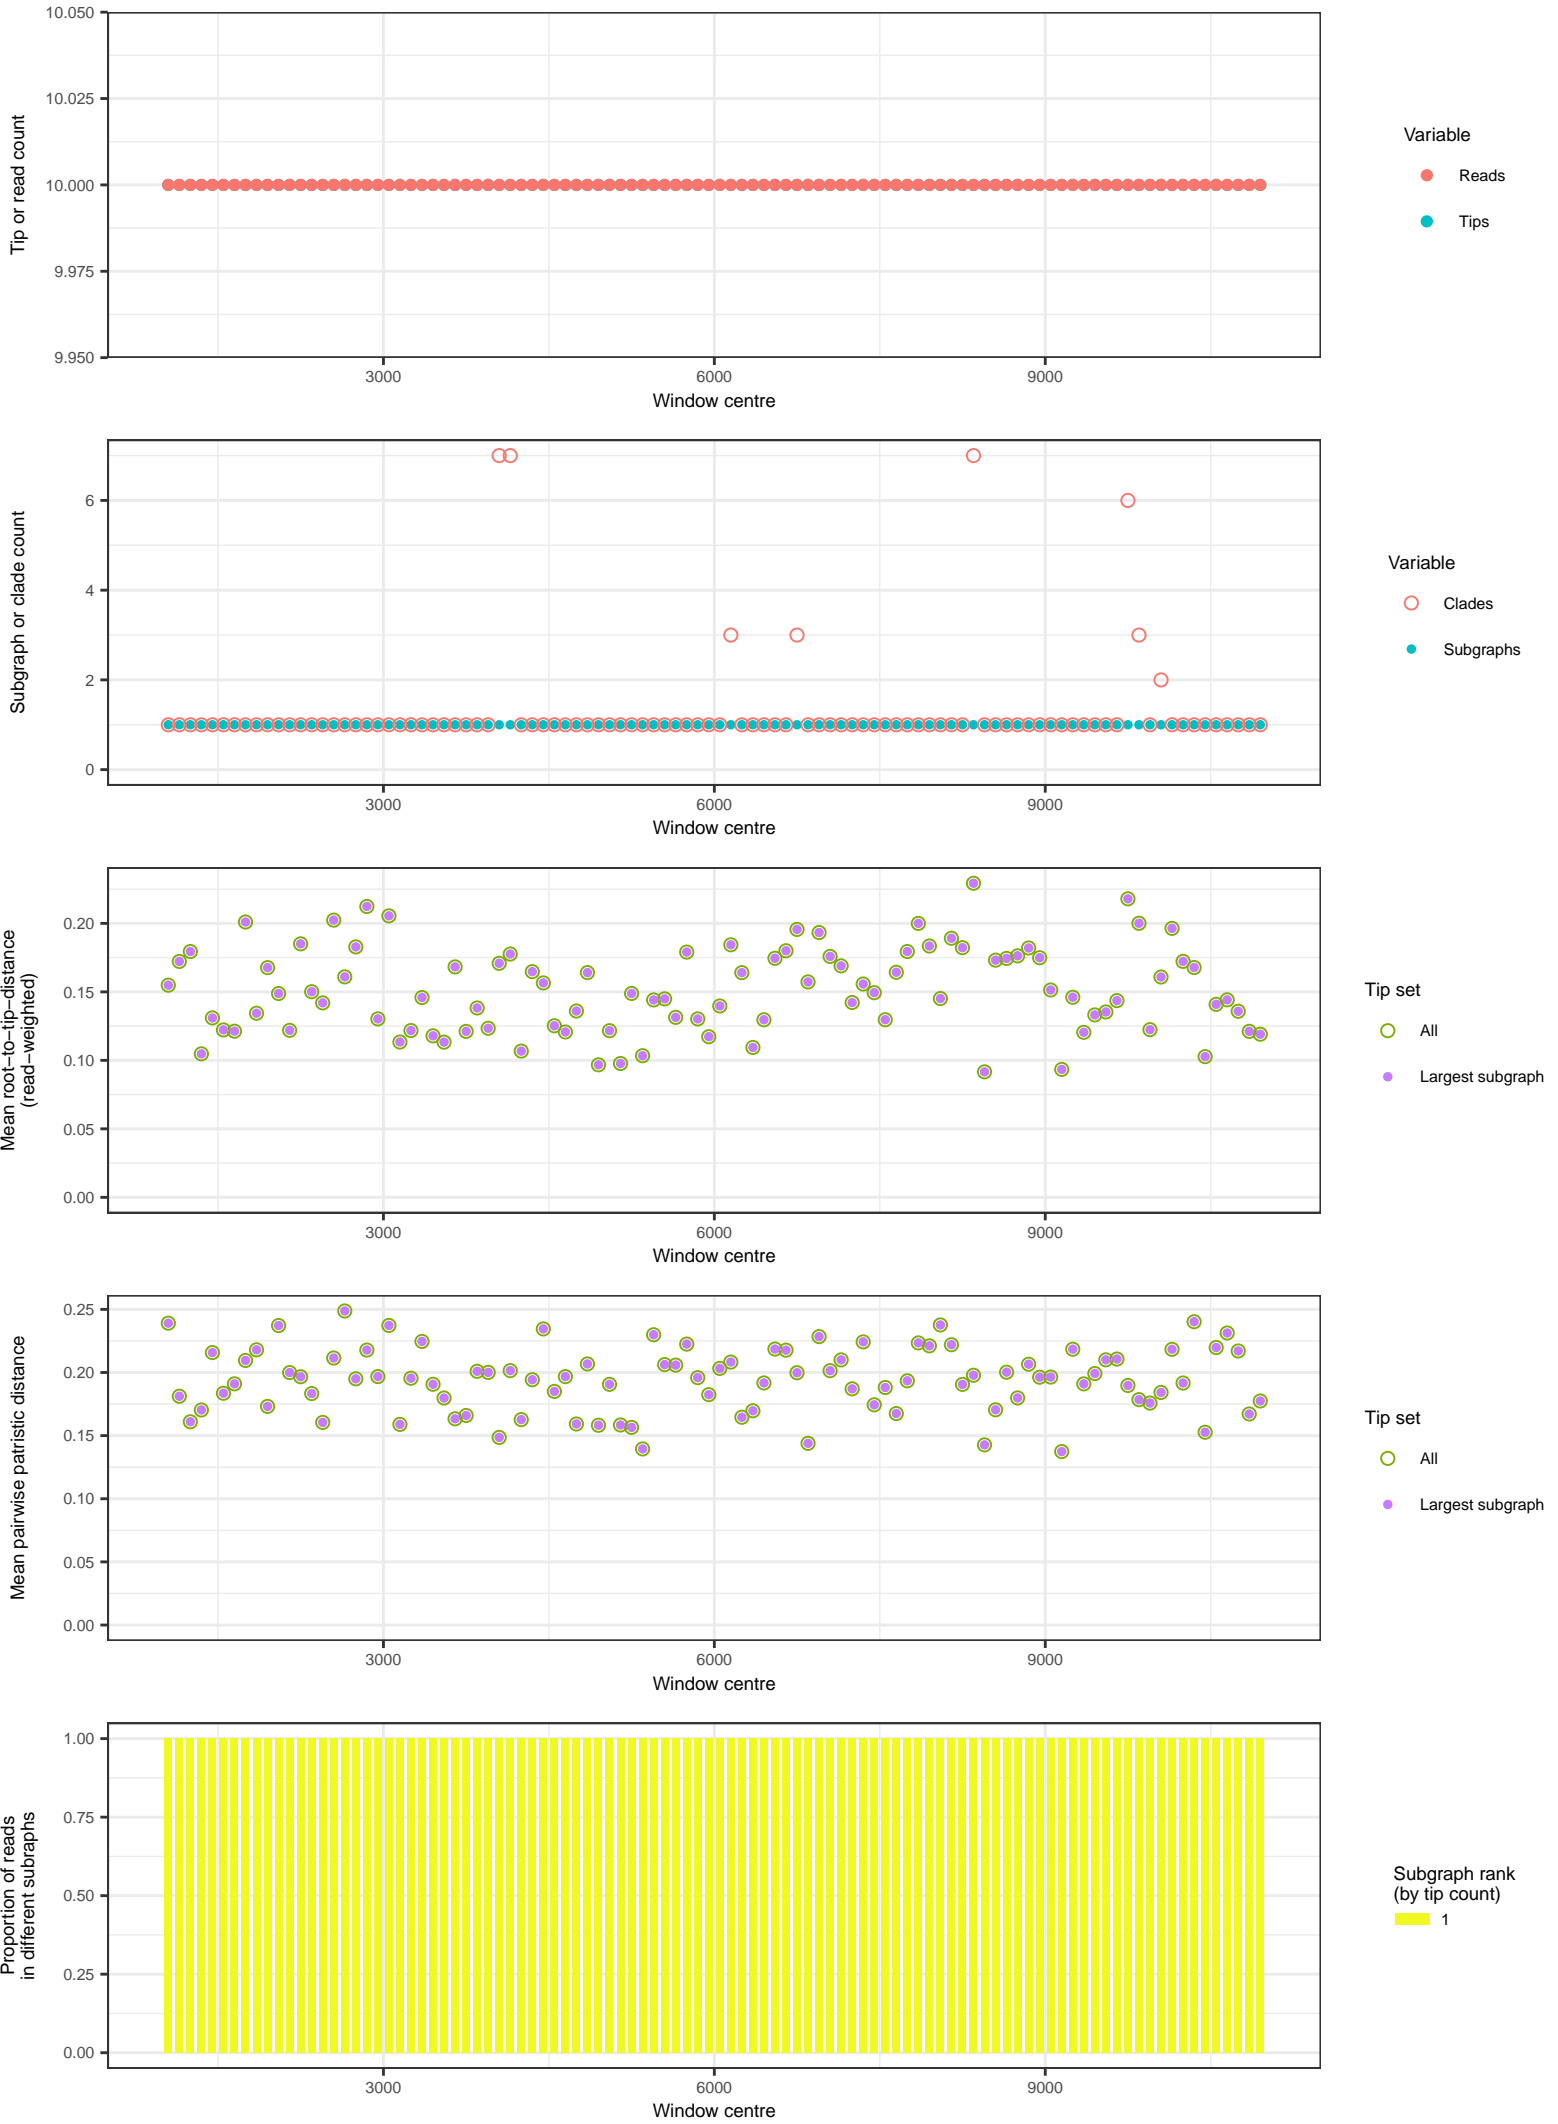 10.050
10.025
10.000
9.975
9.950
Tip or read count
3000 6000 9000
Window centre
Variable
Reads
Tips
6
4
2
0
Subgraph or clade count
3000 6000 9000
Window centre
Variable
Clades
Subgraphs
0.20
0.15
0.10
0.05
0.00
Mean root−to−tip−distance
(read−weighted)
3000 6000 9000
Window centre
Tip set
All
Largest subgraph
0.25
0.20
0.15
0.10
0.05
0.00
Mean pairwise patristic distance
3000 6000 9000
Window centre
Tip set
All
Largest subgraph
1.00
0.75
0.50
0.25
0.00
Proportion of reads
in different subraphs
3000 6000 9000
Window centre
Subgraph rank
(by tip count)
1